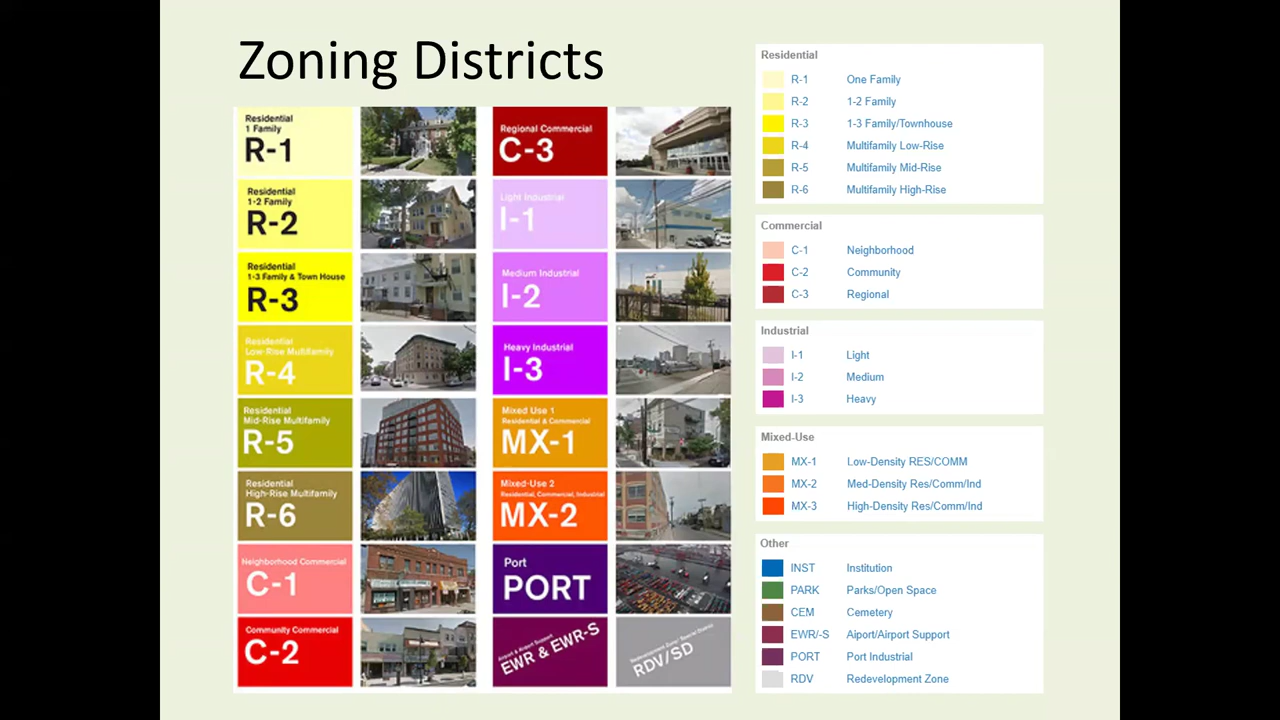 Zoning Districts
Residential
1 Family
R-1
Residential
1-2 Family
R-2
Residential
1-3 Family & Town House
R-3
Residential
Low-Rise Multifamily
R-4
Residential
Mid-Rise Multifamily
R-5
Residential
High-Rise Multifamily
R-6
Neighborhood Commercial
C-1
Community Commercial
C-2
Regional Commercial
C-3
Light Industrial
I-1
Medium Industrial
I-2
Heavy Industrial
I-3
Mixed Use 1
Residential & Commercial
MX-1
Mixed-Use 2
Residential, Commercial, Industrial
MX-2
Port
PORT
Airport & Airport Support
EWR & EWR-S
Redevelopment Zone/ Special District
RDV/SD
Residential
R-1 One Family
R-2 1-2 Family
R-3 1-3 Family/Townhouse
R-4 Multifamily Low-Rise
R-5 Multifamily Mid-Rise
R-6 Multifamily High-Rise
Commercial
C-1 Neighborhood
C-2 Community
C-3 Regional
Industrial
I-1 Light
I-2 Medium
I-3 Heavy
Mixed-Use
MX-1 Low-Density RES/COMM
MX-2 Med-Density Res/Comm/Ind
MX-3 High-Density Res/Comm/Ind
Other
INST Institution
PARK Parks/Open Space
CEM Cemetery
EWR/-S Aiport/Airport Support
PORT Port Industrial
RDV Redevelopment Zone